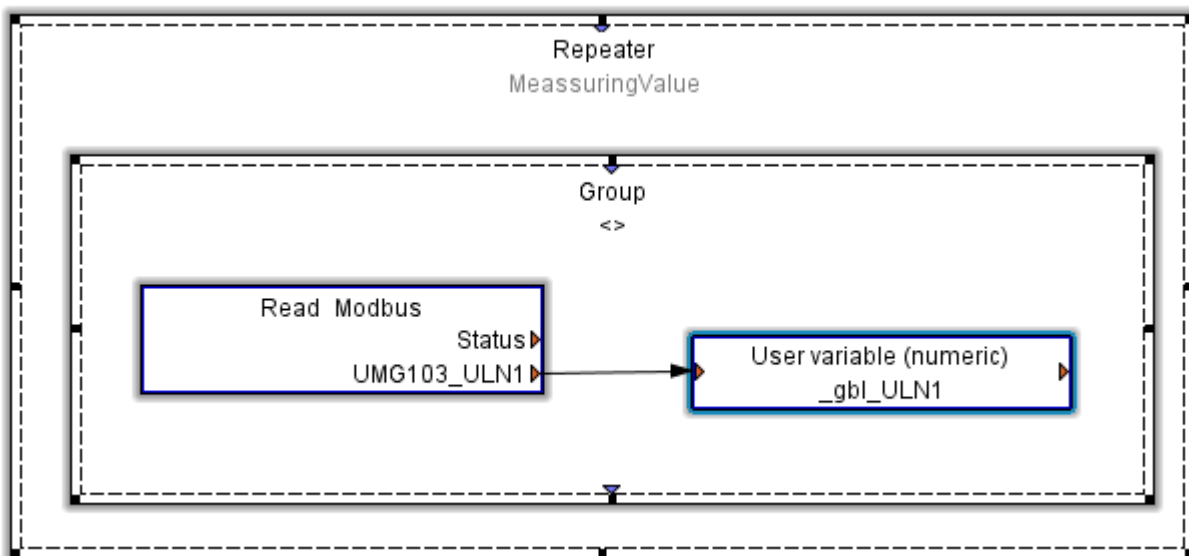 Repeater
MeassuringValue
Group
<>
Read Modbus
Status
UMG103_ULN1
User variable (numeric)
_gbl_ULN1